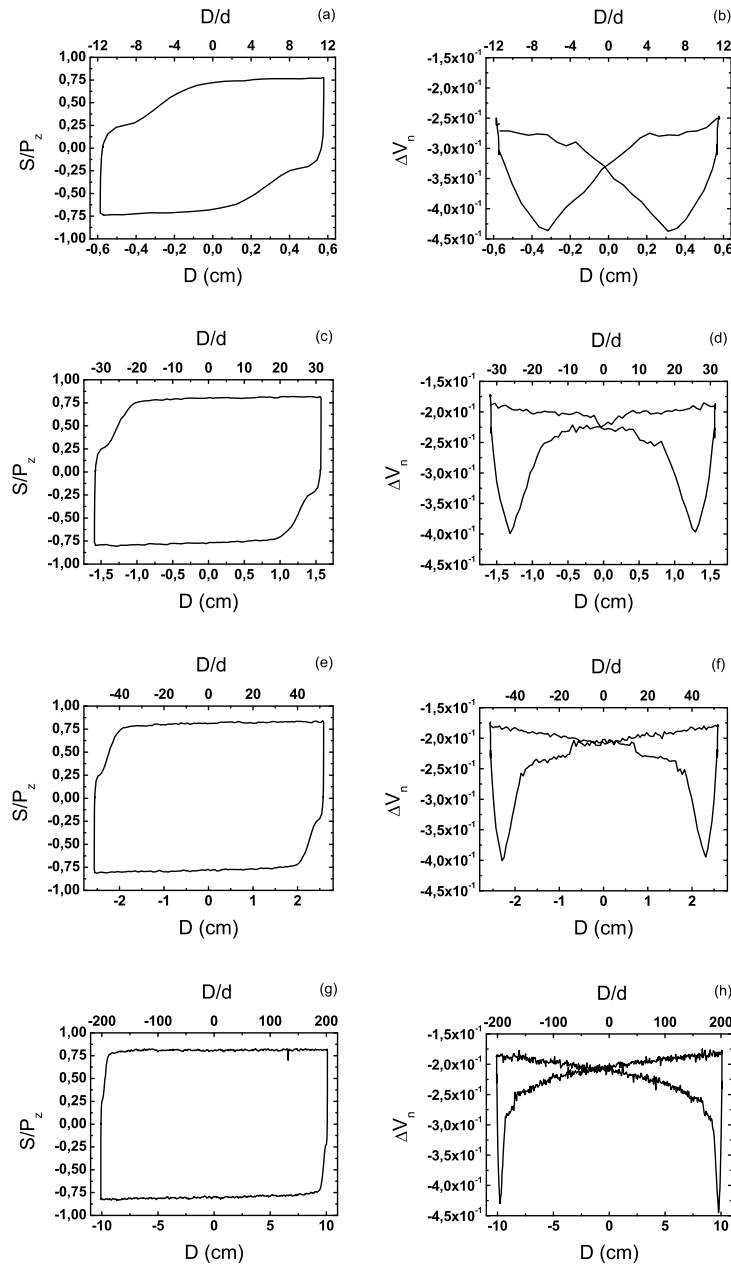 D/d (a)
-12 -8 -4 0 4 8 12
1,00
0,75
0,50
0,25
0,00
-0,25
-0,50
-0,75
-1,00
S/P_z
-0,6 -0,4 -0,2 0,0 0,2 0,4 0,6
D (cm)
D/d (b)
-12 -6 0 6 12
-1,5x10^-1
-2,0x10^-1
-2,5x10^-1
-3,0x10^-1
-3,5x10^-1
-4,0x10^-1
-4,5x10^-1
ΔV_n
-0,6 -0,4 -0,2 0,0 0,2 0,4 0,6
D (cm)
D/d (c)
-30 -20 -10 0 10 20 30
1,00
0,75
0,50
0,25
0,00
-0,25
-0,50
-0,75
-1,00
S/P_z
-1,5 -1,0 -0,5 0,0 0,5 1,0 1,5
D (cm)
D/d (d)
-30 -20 -10 0 10 20 30
-1,5x10^-1
-2,0x10^-1
-2,5x10^-1
-3,0x10^-1
-3,5x10^-1
-4,0x10^-1
-4,5x10^-1
ΔV_n
-1,5 -1,0 -0,5 0,0 0,5 1,0 1,5
D (cm)
D/d (e)
-40 -20 0 20 40
1,00
0,75
0,50
0,25
0,00
-0,25
-0,50
-0,75
-1,00
S/P_z
-2 -1 0 1 2
D (cm)
D/d (f)
-40 -20 0 20 40
-1,5x10^-1
-2,0x10^-1
-2,5x10^-1
-3,0x10^-1
-3,5x10^-1
-4,0x10^-1
-4,5x10^-1
ΔV_n
-2 -1 0 1 2
D (cm)
D/d (g)
-200 -100 0 100 200
1,00
0,75
0,50
0,25
0,00
-0,25
-0,50
-0,75
-1,00
S/P_z
-10 -5 0 5 10
D (cm)
D/d (h)
-200 -100 0 100 200
-1,5x10^-1
-2,0x10^-1
-2,5x10^-1
-3,0x10^-1
-3,5x10^-1
-4,0x10^-1
-4,5x10^-1
ΔV_n
-10 -5 0 5 10
D (cm)